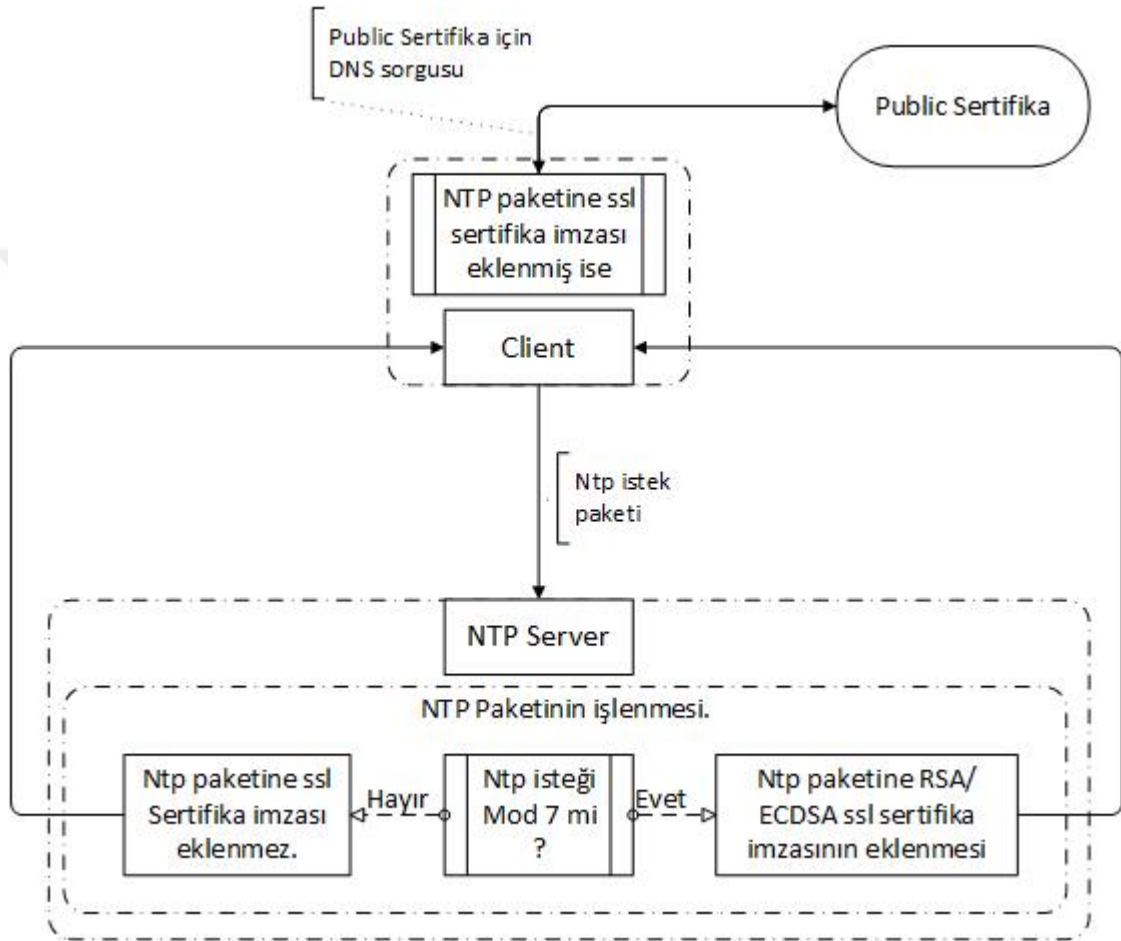 Public Sertifika için
DNS sorgusu
Public Sertifika
NTP paketine ssl
sertifika imzası
eklenmiş ise
Client
Ntp istek
paketi
NTP Server
NTP Paketinin işlenmesi.
Ntp paketine ssl
Sertifika imzası
eklenmez.
Hayır
Ntp isteği
Mod 7 mi
?
Evet
Ntp paketine RSA/
ECDSA ssl sertifika
imzasının eklenmesi